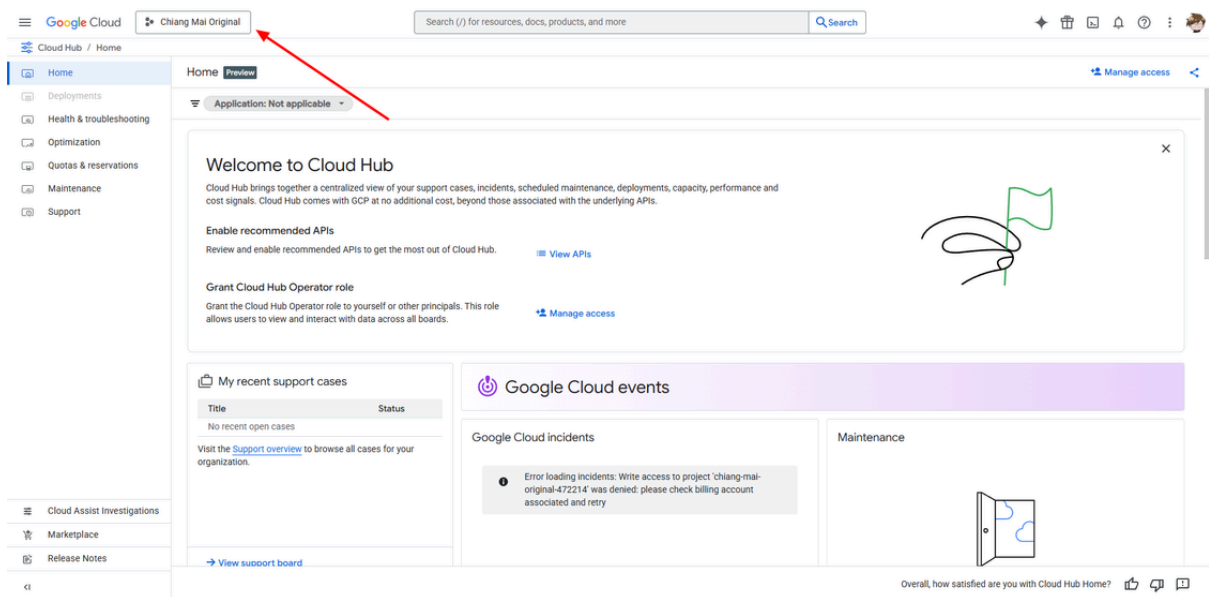 Google Cloud
Chiang Mai Original
Search (/) for resources, docs, products, and more
Search
Cloud Hub / Home
Home
Deployments
Health & troubleshooting
Optimization
Quotas & reservations
Maintenance
Support
Home Preview
Manage access
Application: Not applicable
Welcome to Cloud Hub
Cloud Hub brings together a centralized view of your support cases, incidents, scheduled maintenance, deployments, capacity, performance and
cost signals. Cloud Hub comes with GCP at no additional cost, beyond those associated with the underlying APIs.
Enable recommended APIs
Review and enable recommended APIs to get the most out of Cloud Hub.
View APIs
Grant Cloud Hub Operator role
Grant the Cloud Hub Operator role to yourself or other principals. This role
allows users to view and interact with data across all boards.
Manage access
My recent support cases
Title Status
No recent open cases
Visit the Support overview to browse all cases for your
organization.
View support board
Google Cloud events
Google Cloud incidents
Error loading incidents: Write access to project 'chiang-mai-
original-472214' was denied: please check billing account
associated and retry
Maintenance
Cloud Assist Investigations
Marketplace
Release Notes
Overall, how satisfied are you with Cloud Hub Home?